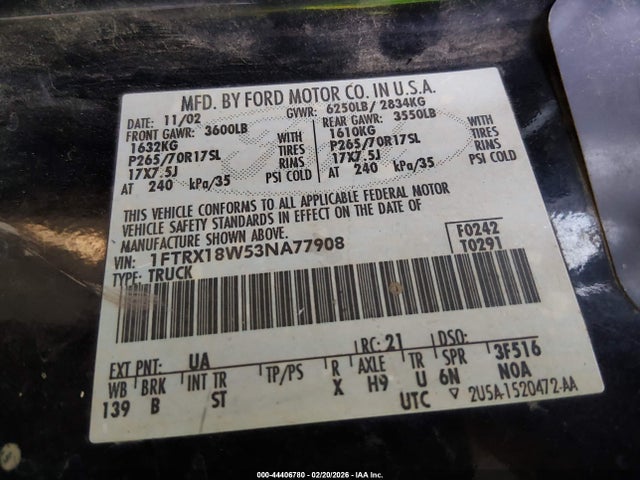 MFD. BY FORD MOTOR CO. IN U.S.A.
DATE: 11/02 GVWR: 6250LB/ 2834KG
FRONT GAWR: 3600LB REAR GAWR: 3550LB
1632KG WITH 1610KG WITH
P265/70R17SL TIRES P265/70R17SL TIRES
17X7.5J RIMS 17X7.5J RIMS
AT 240 kPa/35 PSI COLD AT 240 kPa/35 PSI COLD
THIS VEHICLE CONFORMS TO ALL APPLICABLE FEDERAL MOTOR
VEHICLE SAFETY STANDARDS IN EFFECT ON THE DATE OF
MANUFACTURE SHOWN ABOVE.
VIN: 1FTRX18W53NA77908 F0242
TYPE: TRUCK T0291
EXT PNT: UA RC: 21 DSO:
WB BRK INT TR TP/PS R AXLE TR SPR 3F516
139 B ST X H9 U 6N NOA
UTC ▽ 2U5A-1520472-AA
000-44406780 - 02/20/2026 - IAA Inc.